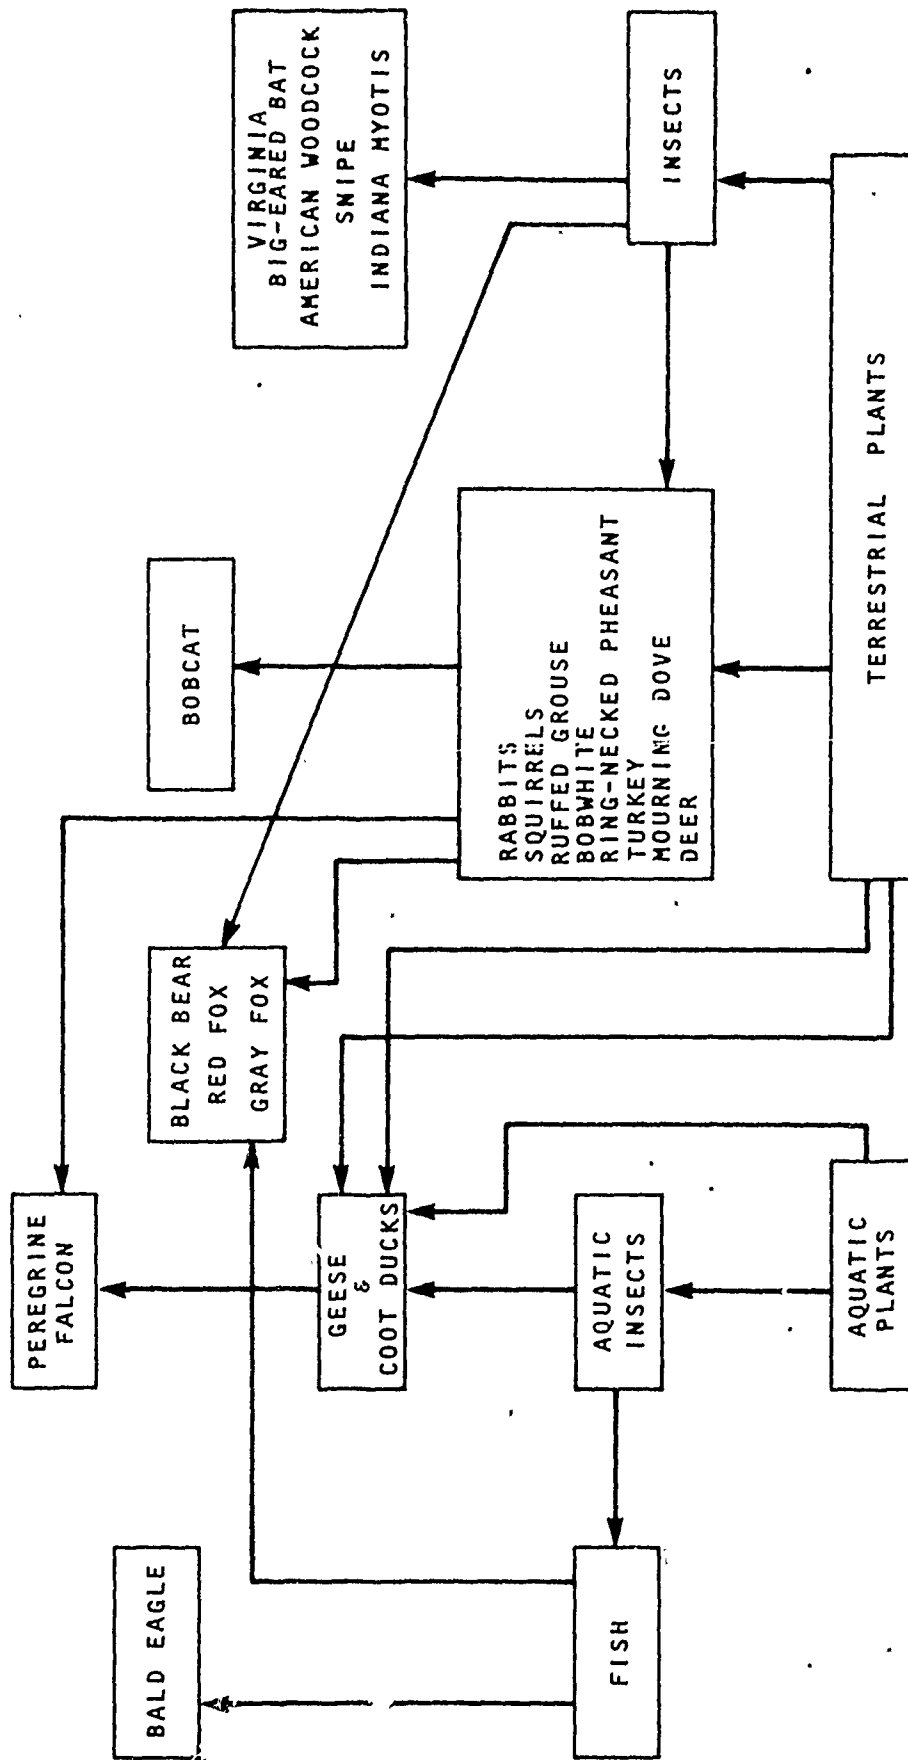 BALD EAGLE
PEREGRINE
FALCON
BLACK BEAR
RED FOX
GRAY FOX
BOBCAT
VIRGINIA
BIG-EARED BAT
AMERICAN WOODCOCK
SNIPE
INDIANA MYOTIS
GEESE
&
COOT DUCKS
RABBITS
SQUIRRELS
RUFFED GROUSE
BOBWHITE
RING-NECKED PHEASANT
TURKEY
MOURNING DOVE
DEER
FISH
AQUATIC
INSECTS
INSECTS
AQUATIC
PLANTS
TERRESTRIAL PLANTS